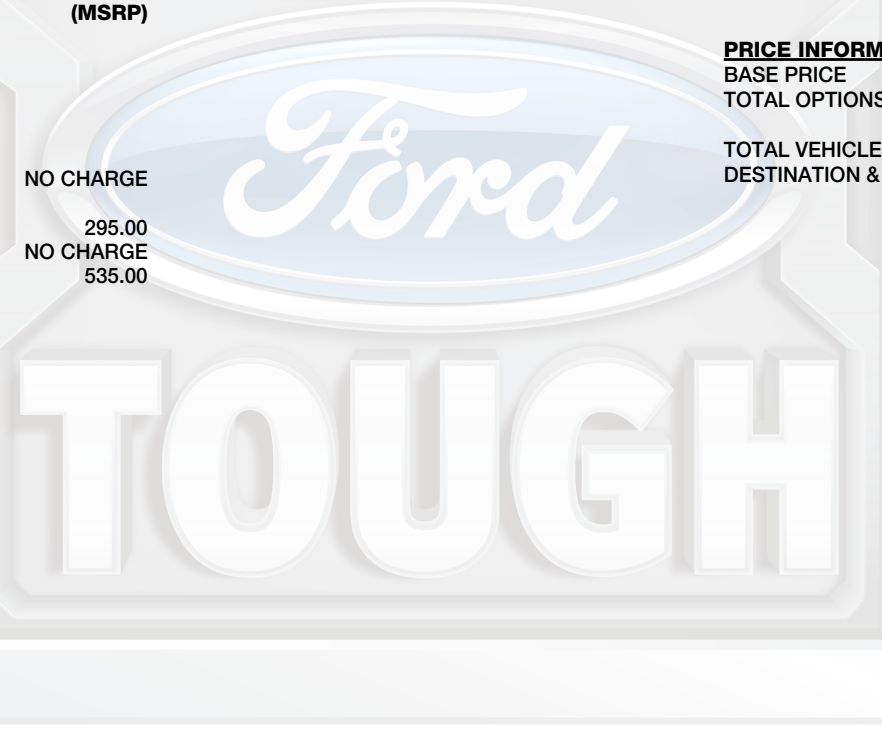 (MSRP)
NO CHARGE
295.00
NO CHARGE
535.00
PRICE INFORM
BASE PRICE
TOTAL OPTIONS
TOTAL VEHICLE
DESTINATION &
Ford
TOUGH